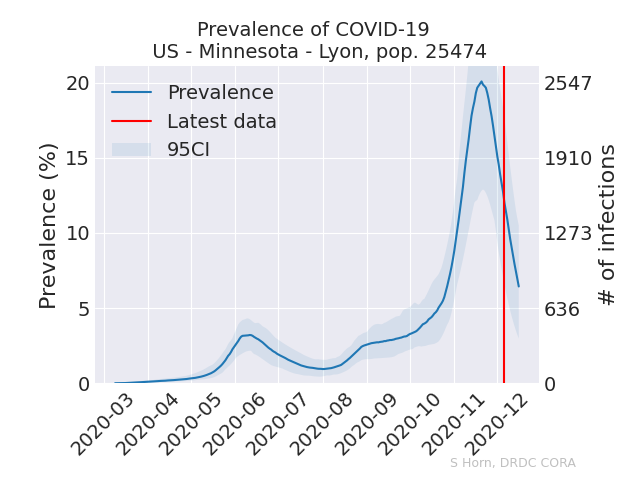 Prevalence of COVID-19
US - Minnesota - Lyon, pop. 25474
Prevalence
Latest data
95CI
Prevalence (%)
20
15
10
5
0
2547
1910
1273
636
0
# of infections
2020-03
2020-04
2020-05
2020-06
2020-07
2020-08
2020-09
2020-10
2020-11
2020-12
S Horn, DRDC CORA